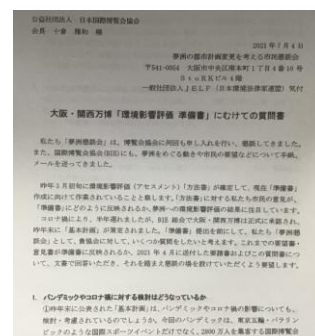 公益社団法人 日本国際博覧会協会
会長 十倉 雅和 様
2021年7月4日
夢洲の都市計画変更を考える市民懇談会
〒541-0054 大阪市中央区南本町1丁目4番10号
StoRKビル4階
一般社団法人JELF(日本環境法律家連盟)気付
大阪・関西万博「環境影響評価 準備書」にむけての質問書
私たち「夢洲懇談会」は、博覧会協会に何回も申し入れを行い、懇談してきました。
また、国際博覧会協会(BIE)にも、夢洲をめぐる動きや市民の要望などについて手紙、
メールを送ってきました。
昨年2月初旬に環境影響評価(アセスメント)「方法書」が確定して、現在「準備書」
作成に向けて作業されていることと察します。「方法書」に対する私たち市民の意見が、
「準備書」にどのように反映されるか、夢洲への環境影響評価の結果に注目しています。
コロナ禍により、半年遅れましたが、BIE総会で大阪・関西万博は正式に承認され、
昨年末に「基本計画」が策定されました。「準備書」提出を前にして、私たち「夢洲懇
談会」として、貴協会に対して、いくつか質問をしたいと考えます。これまでの要望書・
意見書が準備書に反映されるか、2021年4月に送付した要請書およびこの質問書につ
いて、文書で回答いただき、それを踏まえ懇談の場を設けていただくよう要望します。
1. パンデミックやコロナ禍に対する検討はどうなっているか
①昨年末に公表された「基本計画」は、パンデミックやコロナ禍の影響についても、
検討・考慮されているのでしょうか。今回のパンデミックは、東京五輪・パラリン
ピックのような国際スポーツイベントだけでなく、2800万人を集客する国際博覧会